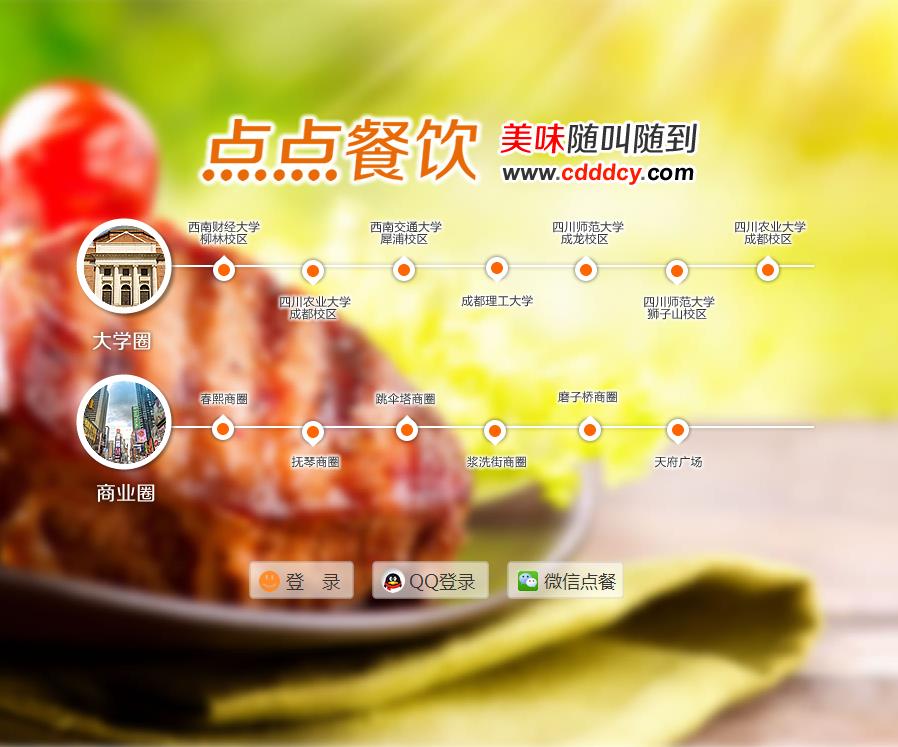 点点餐饮
美味随叫随到
www.cdddcy.com
西南财经大学
柳林校区
西南交通大学
犀浦校区
四川师范大学
成龙校区
四川农业大学
成都校区
四川农业大学
成都校区
成都理工大学
四川师范大学
狮子山校区
大学圈
春熙商圈
跳伞塔商圈
磨子桥商圈
抚琴商圈
浆洗街商圈
天府广场
商业圈
登 录
QQ登录
微信点餐